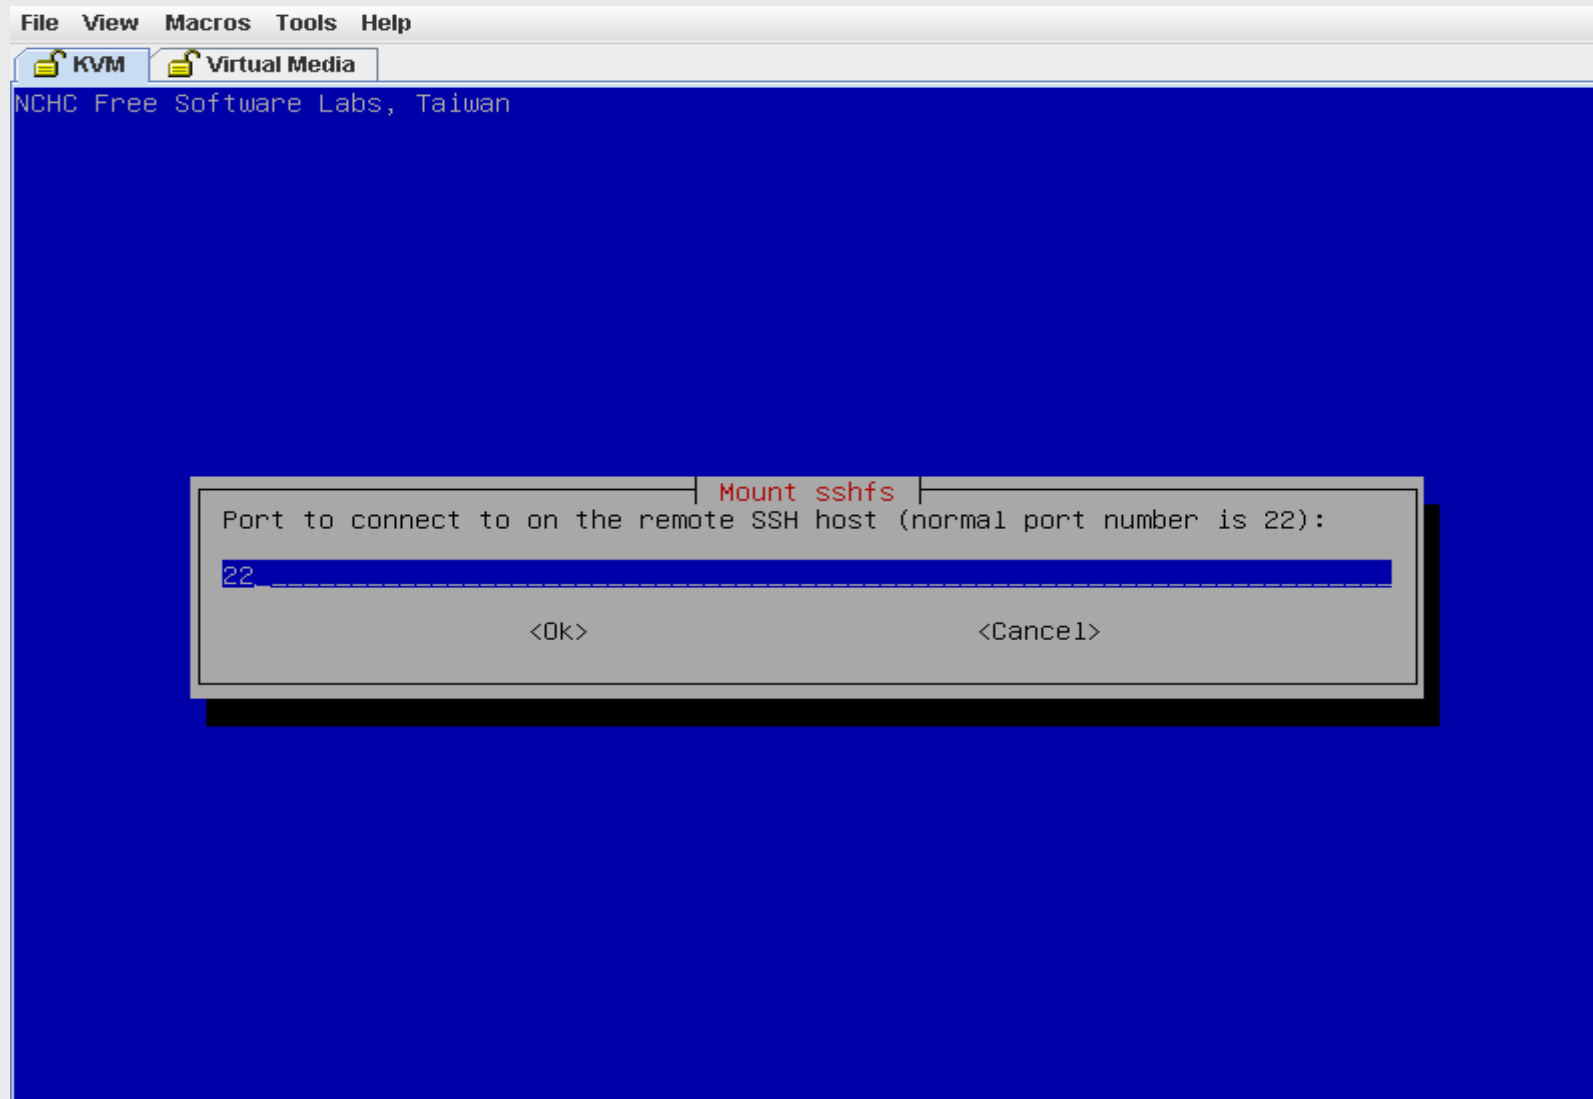 File View Macros Tools Help
KVM Virtual Media
NCHC Free Software Labs, Taiwan
Mount sshfs
Port to connect to on the remote SSH host (normal port number is 22):
22
<Ok> <Cancel>